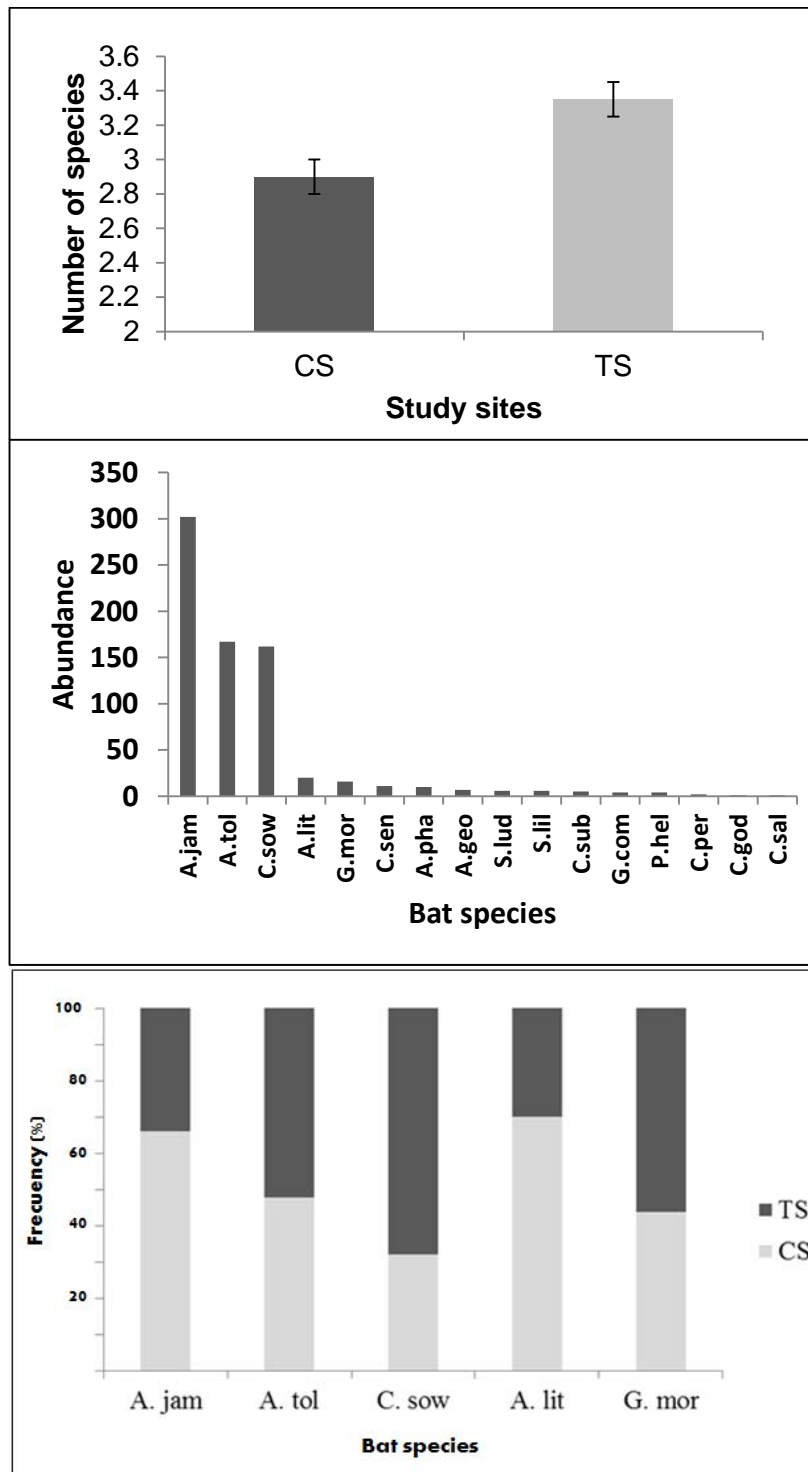 3.6
3.4
3.2
3
2.8
2.6
2.4
2.2
2
Number of species
CS TS
Study sites
350
300
250
200
150
100
50
0
Abundance
A.jam A.tol C.sow A.lit G.mor C.sen A.pha A.geo S.lud S.lil C.sub G.com P.hel C.per C.god C.sal
Bat species
100
80
60
40
20
Frecuency (%)
TS
CS
A. jam A. tol C. sow A. lit G. mor
Bat species